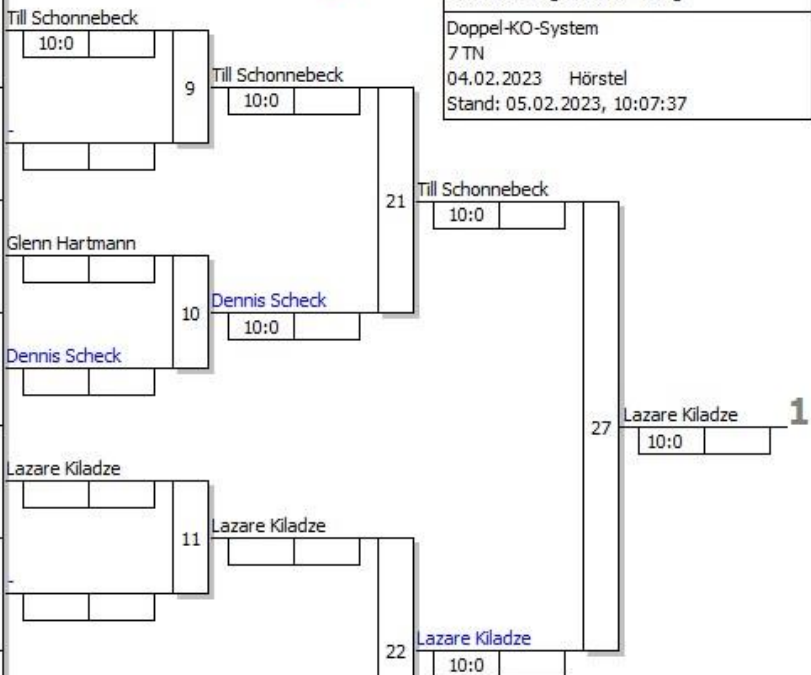 Till Schonnebeck
10:0
9
-
Till Schonnebeck
10:0
Doppel-KO-System
7 TN
04.02.2023 Hörstel
Stand: 05.02.2023, 10:07:37
21
Till Schonnebeck
10:0
Glenn Hartmann
10
Dennis Scheck
10:0
Dennis Scheck
27
Lazare Kiladze
10:0
1
Lazare Kiladze
11
-
Lazare Kiladze
22
Lazare Kiladze
10:0